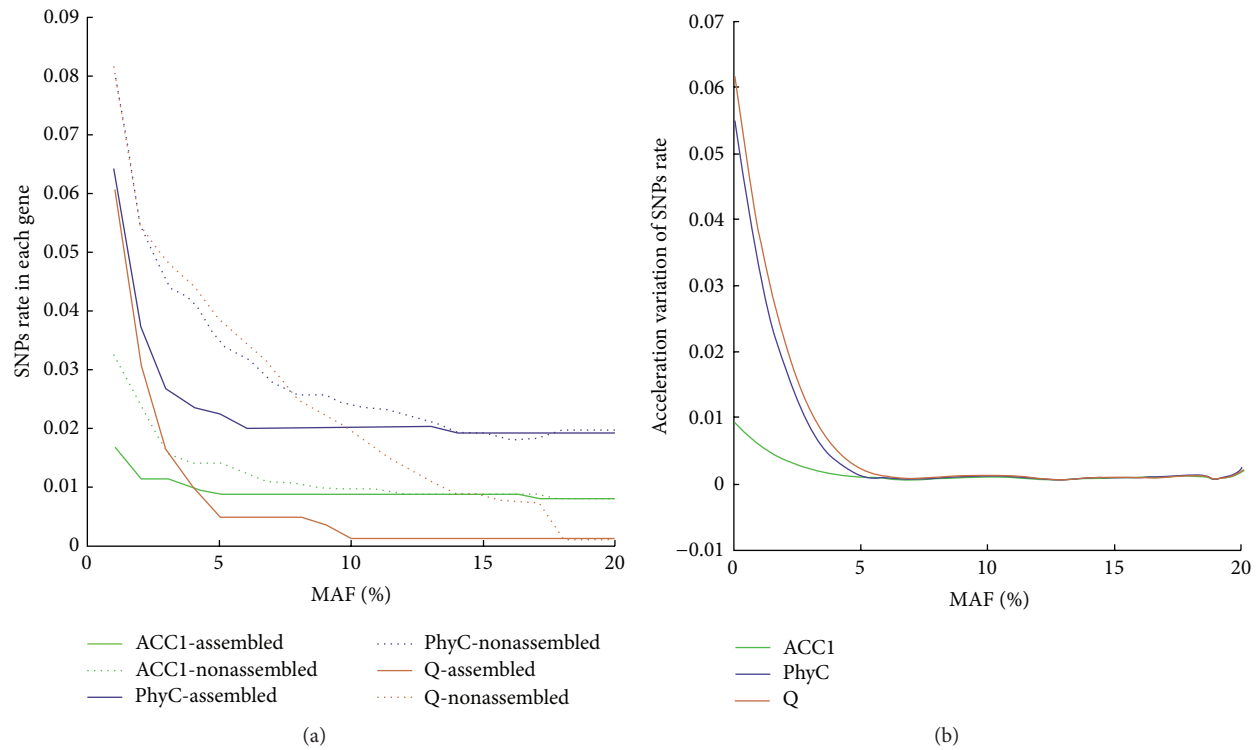 0.09
0.08
0.07
0.06
0.05
0.04
0.03
0.02
0.01
0
SNPs rate in each gene
0 5 10 15 20
MAF (%)
ACC1-assembled
ACC1-nonassembled
PhyC-assembled
PhyC-nonassembled
Q-assembled
Q-nonassembled
(a)
0.07
0.06
0.05
0.04
0.03
0.02
0.01
0
−0.01
Acceleration variation of SNPs rate
0 5 10 15 20
MAF (%)
ACC1
PhyC
Q
(b)